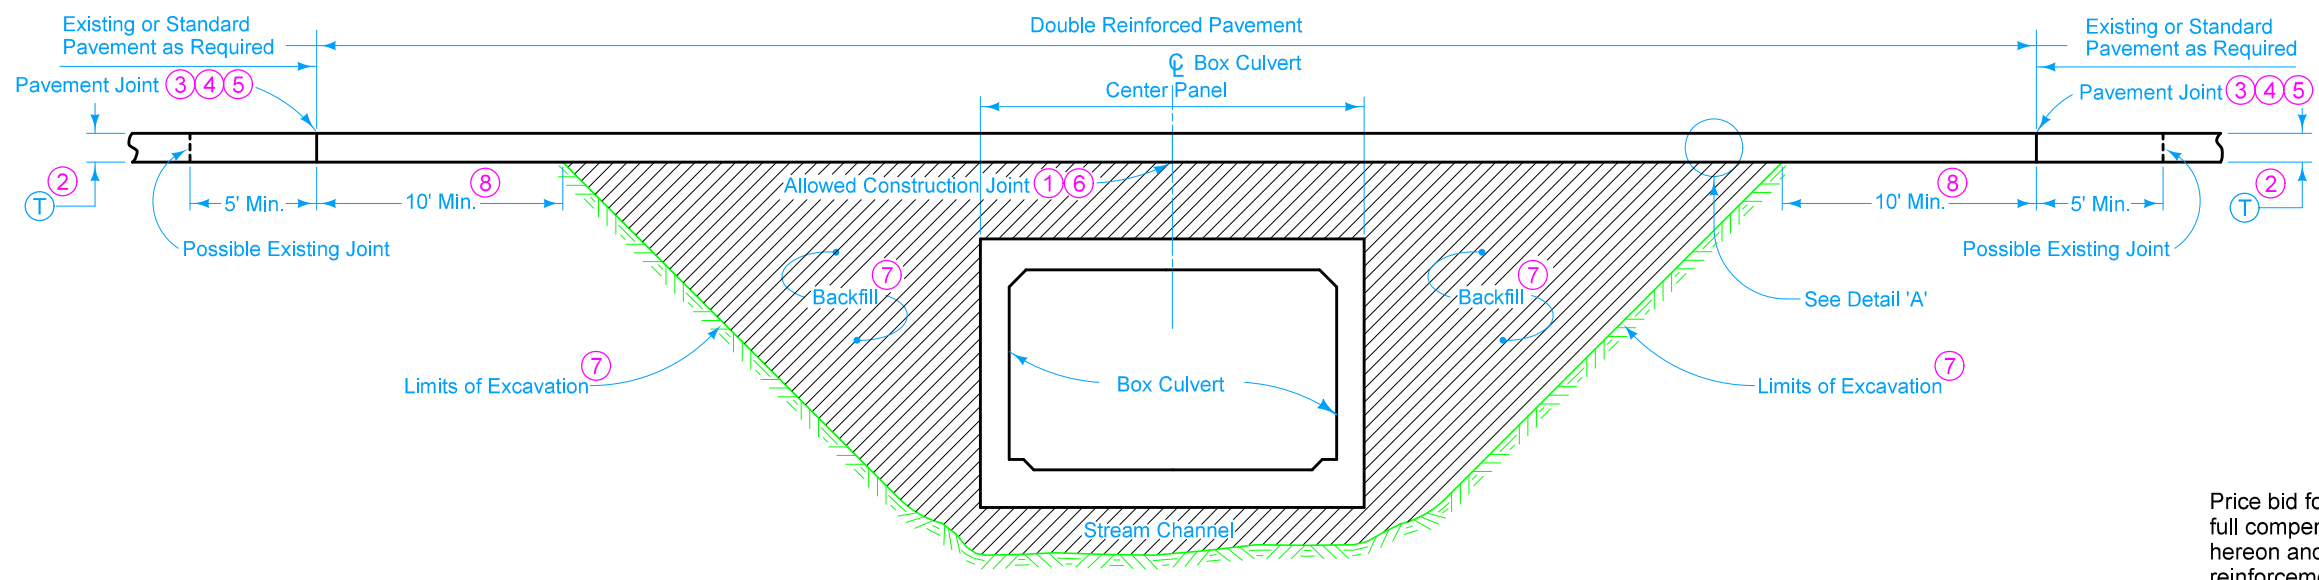 Existing or Standard
Pavement as Required
Double Reinforced Pavement
Existing or Standard
Pavement as Required
℄ Box Culvert
Center Panel
Pavement Joint 3 4 5
Pavement Joint 3 4 5
2
T
5' Min.
10' Min.
8
Allowed Construction Joint 1 6
8
10' Min.
5' Min.
2
T
Possible Existing Joint
Possible Existing Joint
Backfill 7
Backfill 7
See Detail 'A'
Limits of Excavation 7
Box Culvert
Limits of Excavation 7
Stream Channel
Price bid fo
full compen
hereon and
reinforceme